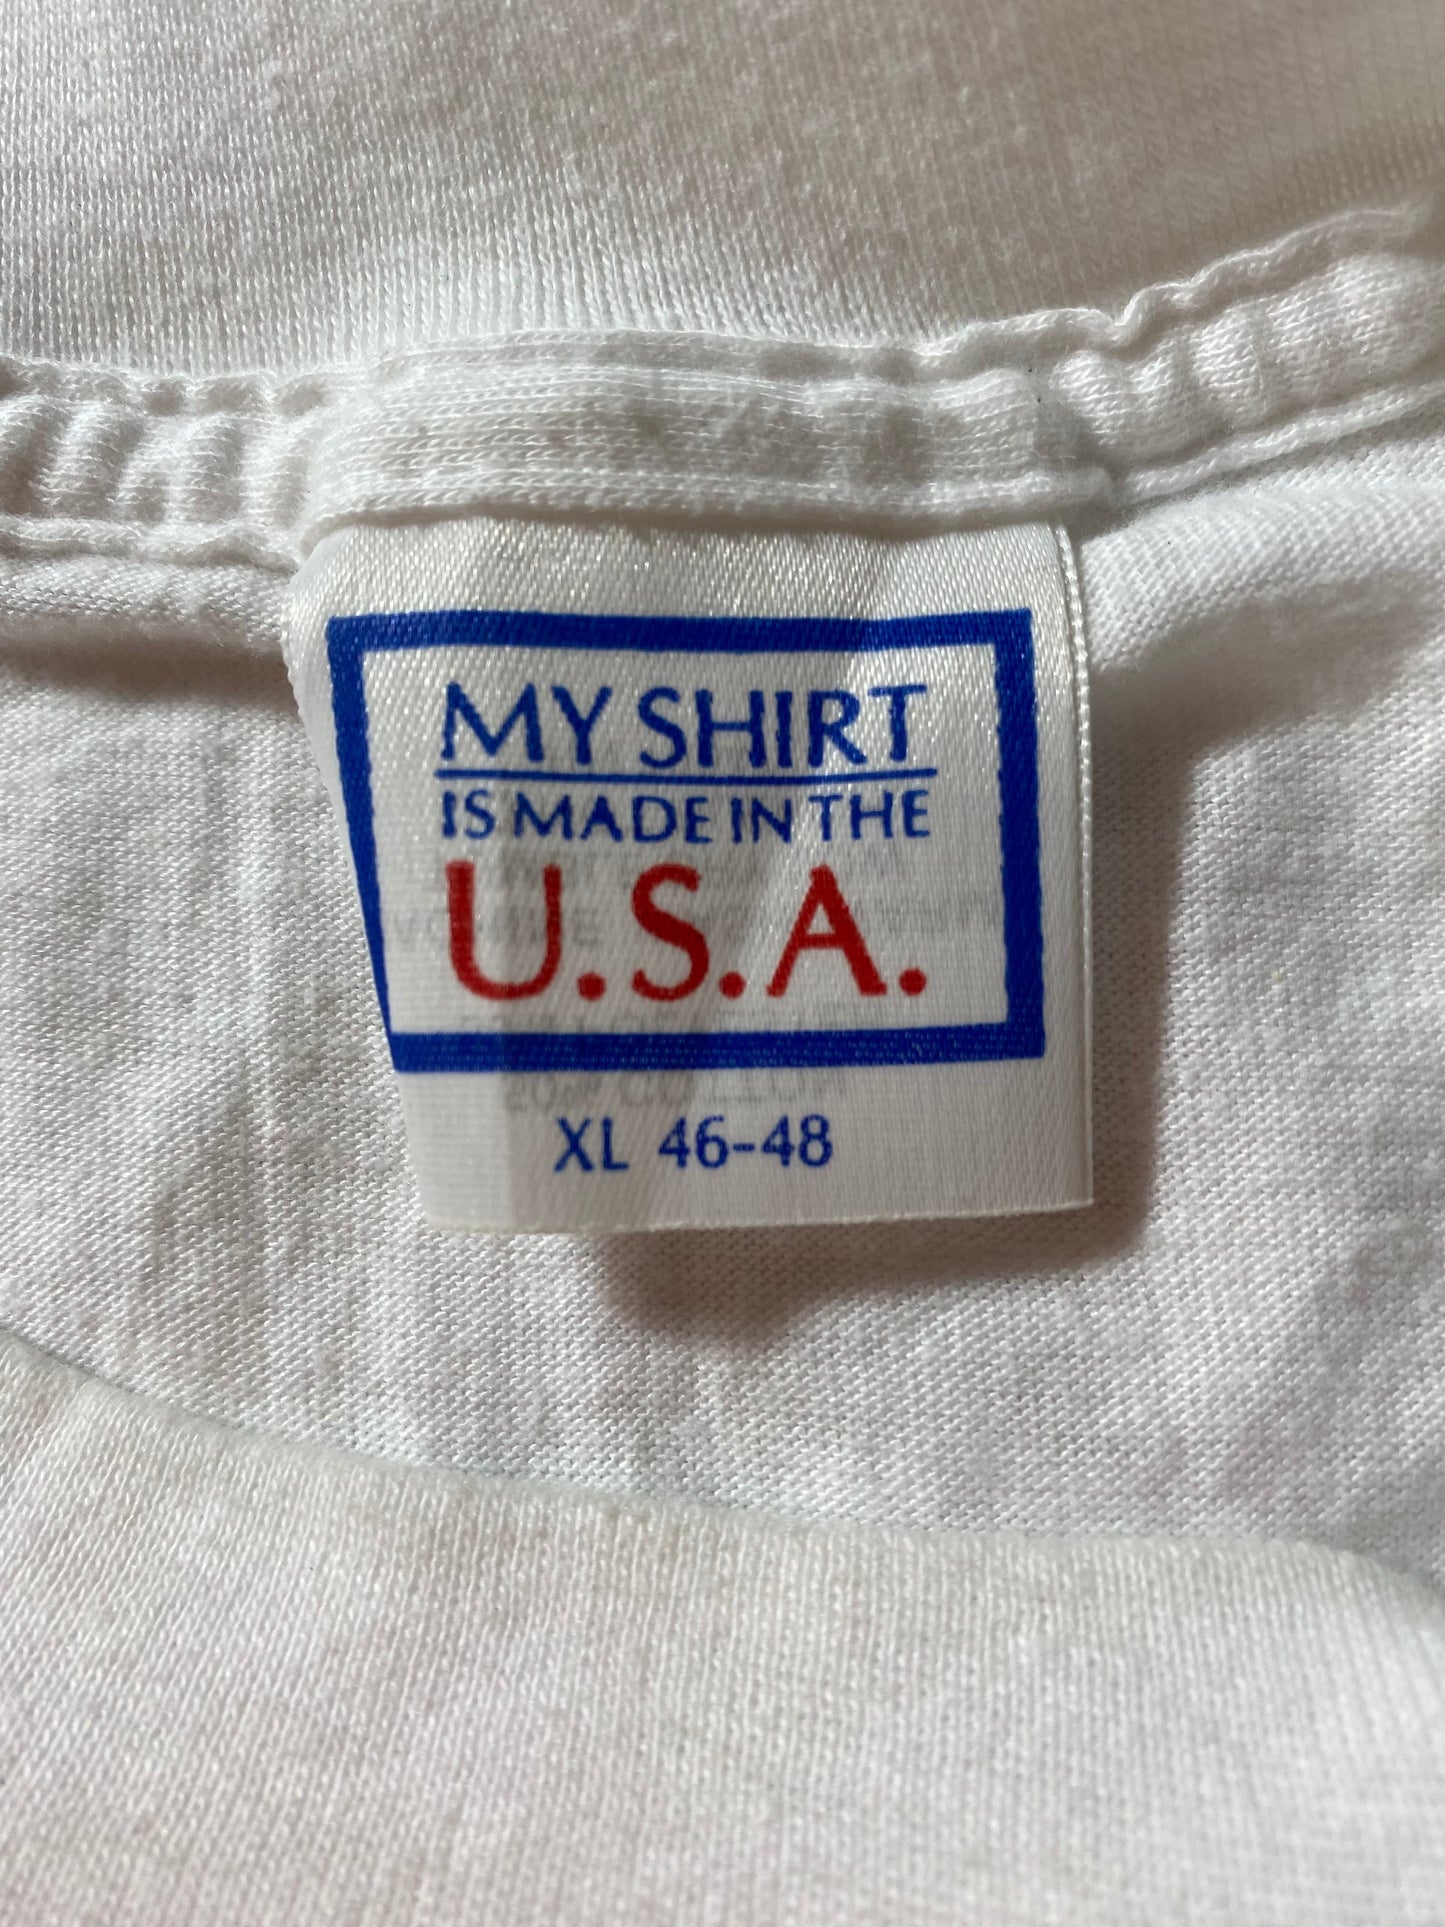 MY SHIRT
IS MADE IN THE
U.S.A.
XL 46-48